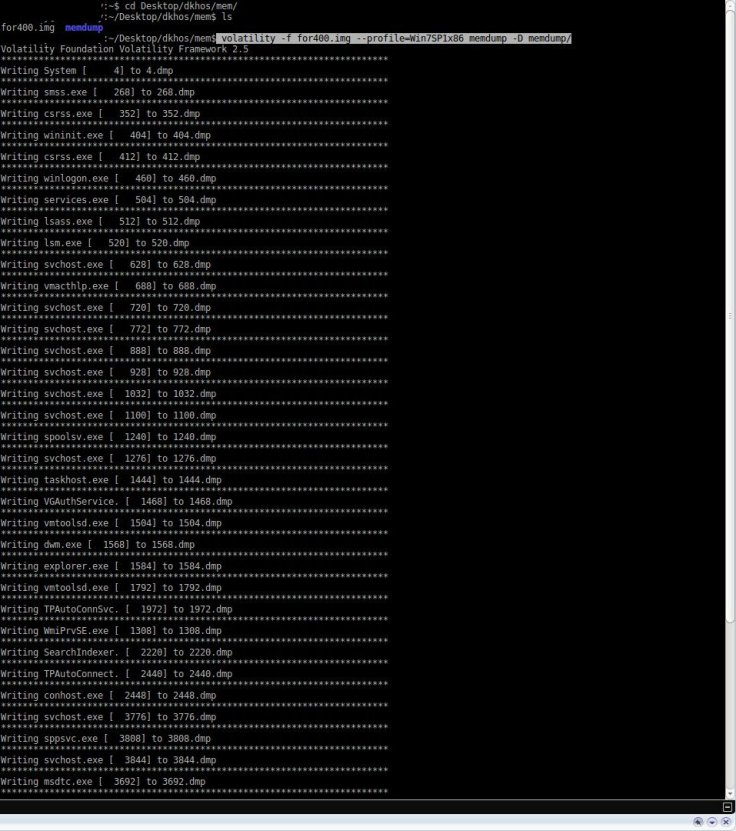 :~$ cd Desktop/dkhos/mem/
:~/Desktop/dkhos/mem$ ls
for400.img  memdump
:~/Desktop/dkhos/mem$ volatility -f for400.img --profile=Win7SP1x86 memdump -D memdump/
Volatility Foundation Volatility Framework 2.5
************************************************************************
Writing System [     4] to 4.dmp
************************************************************************
Writing smss.exe [   268] to 268.dmp
************************************************************************
Writing csrss.exe [   352] to 352.dmp
************************************************************************
Writing wininit.exe [   404] to 404.dmp
************************************************************************
Writing csrss.exe [   412] to 412.dmp
************************************************************************
Writing winlogon.exe [   460] to 460.dmp
************************************************************************
Writing services.exe [   504] to 504.dmp
************************************************************************
Writing lsass.exe [   512] to 512.dmp
************************************************************************
Writing lsm.exe [   520] to 520.dmp
************************************************************************
Writing svchost.exe [   628] to 628.dmp
************************************************************************
Writing vmacthlp.exe [   688] to 688.dmp
************************************************************************
Writing svchost.exe [   720] to 720.dmp
************************************************************************
Writing svchost.exe [   772] to 772.dmp
************************************************************************
Writing svchost.exe [   888] to 888.dmp
************************************************************************
Writing svchost.exe [   928] to 928.dmp
************************************************************************
Writing svchost.exe [  1032] to 1032.dmp
************************************************************************
Writing svchost.exe [  1100] to 1100.dmp
************************************************************************
Writing spoolsv.exe [  1240] to 1240.dmp
************************************************************************
Writing svchost.exe [  1276] to 1276.dmp
************************************************************************
Writing taskhost.exe [  1444] to 1444.dmp
************************************************************************
Writing VGAuthService. [  1468] to 1468.dmp
************************************************************************
Writing vmtoolsd.exe [  1504] to 1504.dmp
************************************************************************
Writing dwm.exe [  1568] to 1568.dmp
************************************************************************
Writing explorer.exe [  1584] to 1584.dmp
************************************************************************
Writing vmtoolsd.exe [  1792] to 1792.dmp
************************************************************************
Writing TPAutoConnSvc. [  1972] to 1972.dmp
************************************************************************
Writing WmiPrvSE.exe [  1308] to 1308.dmp
************************************************************************
Writing SearchIndexer. [  2220] to 2220.dmp
************************************************************************
Writing TPAutoConnect. [  2440] to 2440.dmp
************************************************************************
Writing conhost.exe [  2448] to 2448.dmp
************************************************************************
Writing svchost.exe [  3776] to 3776.dmp
************************************************************************
Writing sppsvc.exe [  3808] to 3808.dmp
************************************************************************
Writing svchost.exe [  3844] to 3844.dmp
************************************************************************
Writing msdtc.exe [  3692] to 3692.dmp
************************************************************************